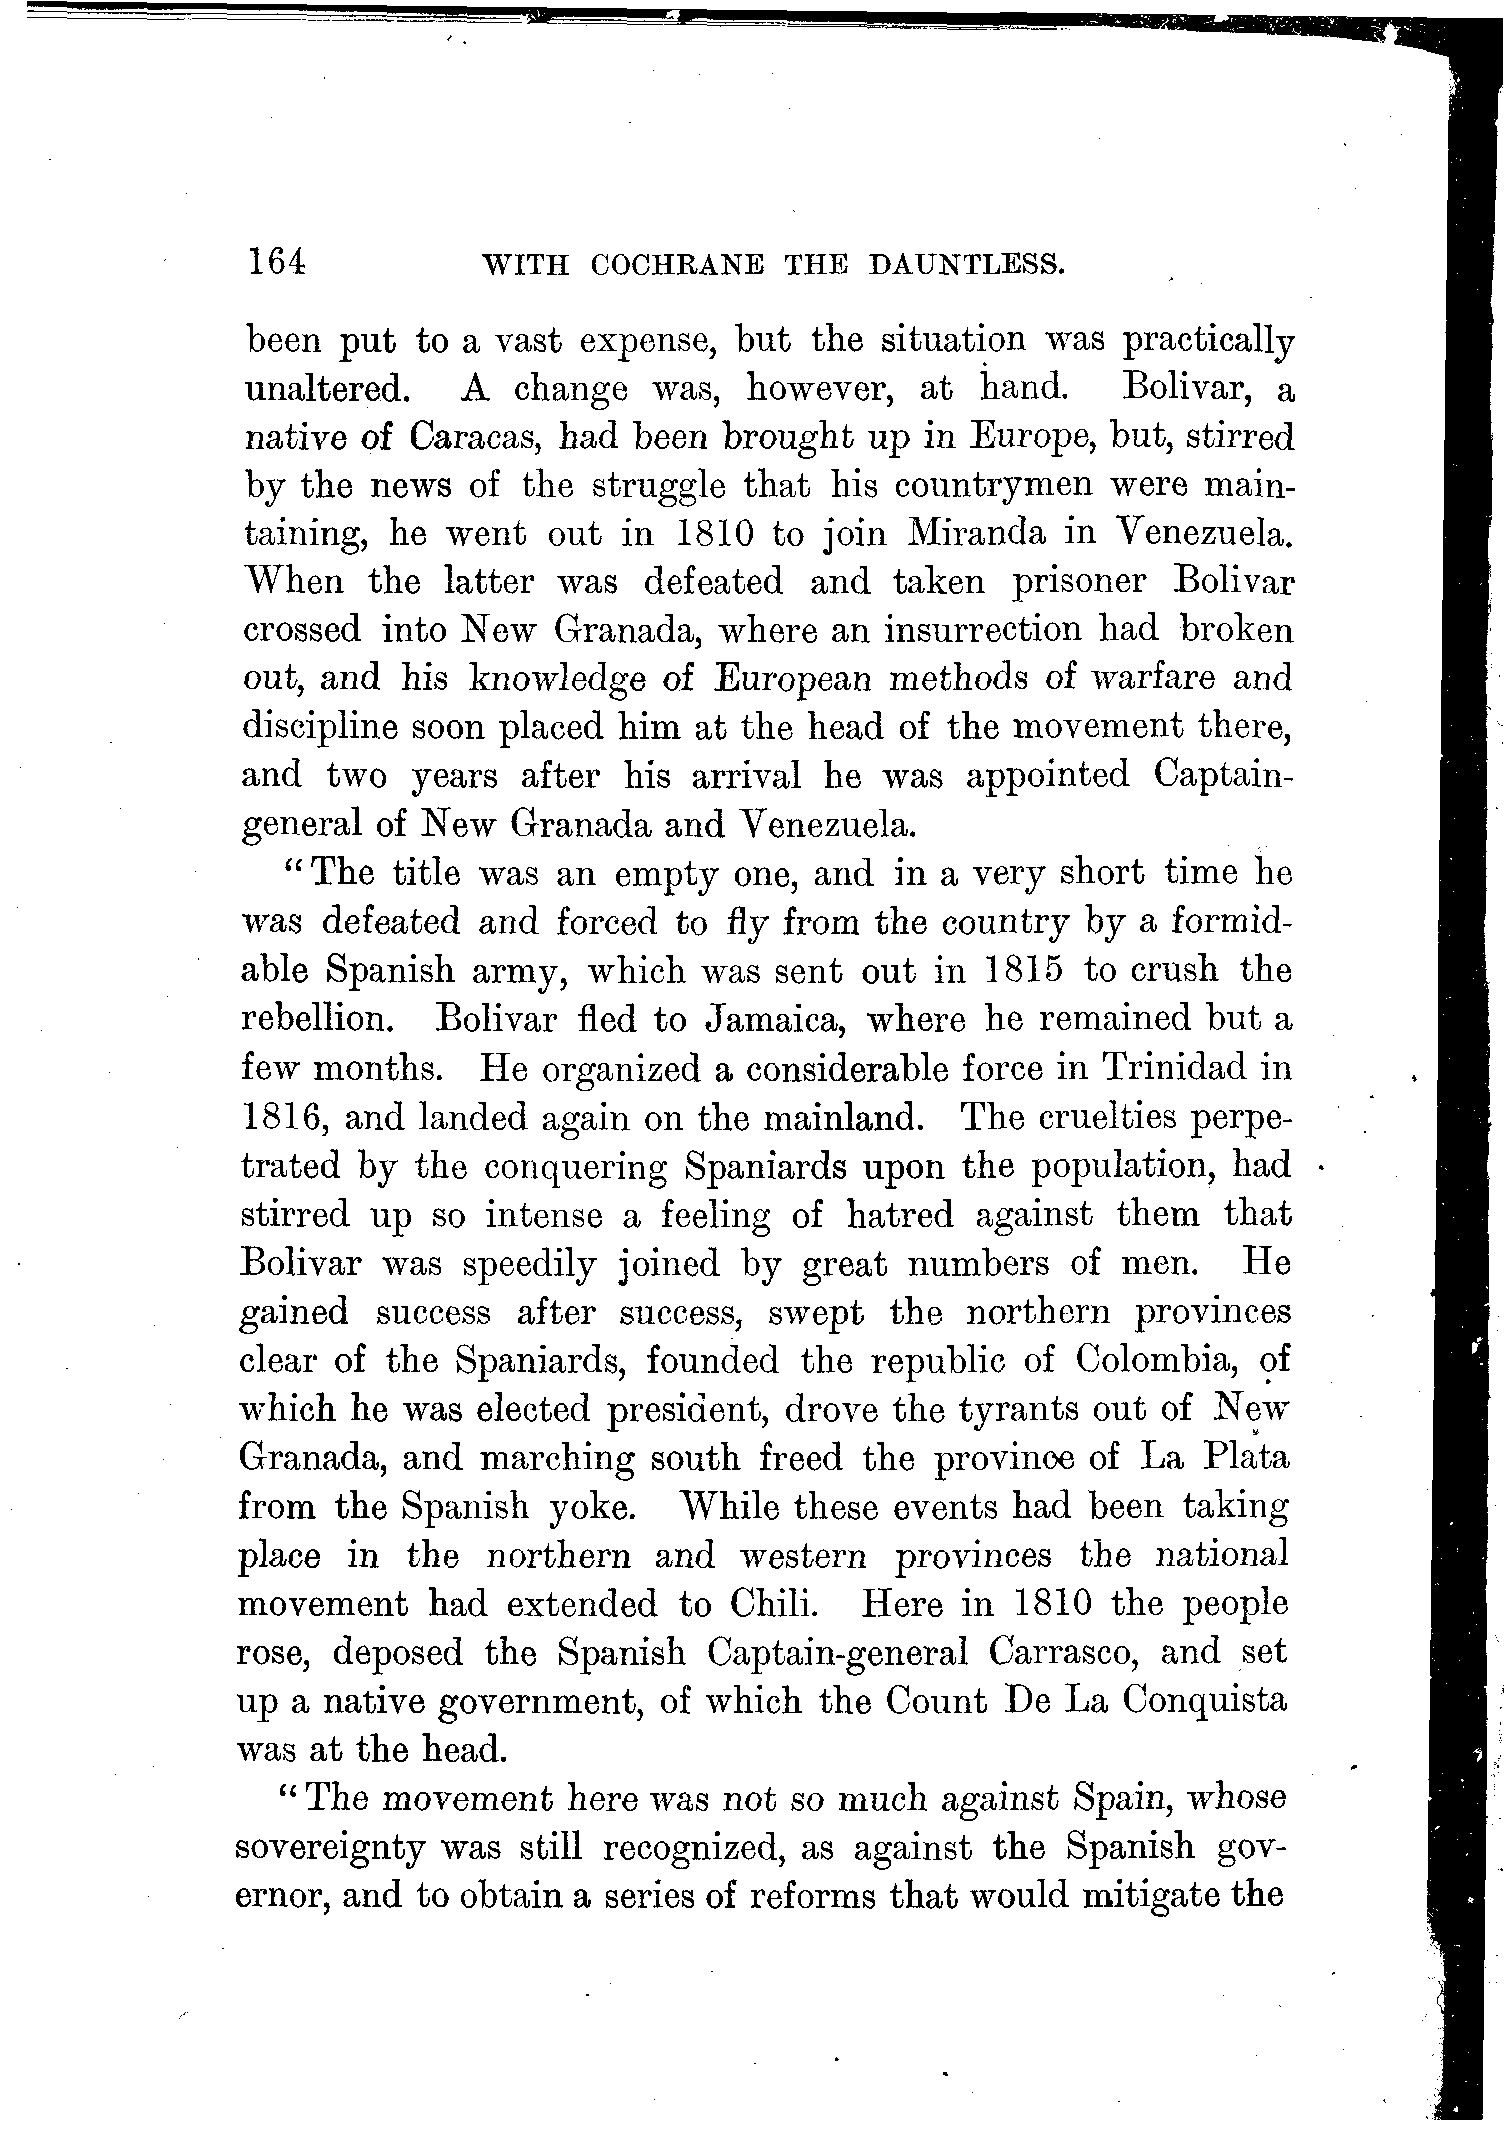 164 WITH COCHRANE THE DAUNTLESS.
been put to a vast expense, but the situation was practically
unaltered. A change was, however, at hand. Bolivar, a
native of Caracas, had been brought up in Europe, but, stirred
by the news of the struggle that his countrymen were main-
taining, he went out in 1810 to join Miranda in Venezuela.
When the latter was defeated and taken prisoner Bolivar
crossed into New Granada, where an insurrection had broken
out, and his knowledge of European methods of warfare and
discipline soon placed him at the head of the movement there,
and two years after his arrival he was appointed Captain-
general of New Granada and Venezuela.
"The title was an empty one, and in a very short time he
was defeated and forced to fly from the country by a formid-
able Spanish army, which was sent out in 1815 to crush the
rebellion. Bolivar fled to Jamaica, where he remained but a
few months. He organized a considerable force in Trinidad in
1816, and landed again on the mainland. The cruelties perpe-
trated by the conquering Spaniards upon the population, had
stirred up so intense a feeling of hatred against them that
Bolivar was speedily joined by great numbers of men. He
gained success after success, swept the northern provinces
clear of the Spaniards, founded the republic of Colombia, of
which he was elected president, drove the tyrants out of New
Granada, and marching south freed the province of La Plata
from the Spanish yoke. While these events had been taking
place in the northern and western provinces the national
movement had extended to Chili. Here in 1810 the people
rose, deposed the Spanish Captain-general Carrasco, and set
up a native government, of which the Count De La Conquista
was at the head.
"The movement here was not so much against Spain, whose
sovereignty was still recognized, as against the Spanish gov-
ernor, and to obtain a series of reforms that would mitigate the